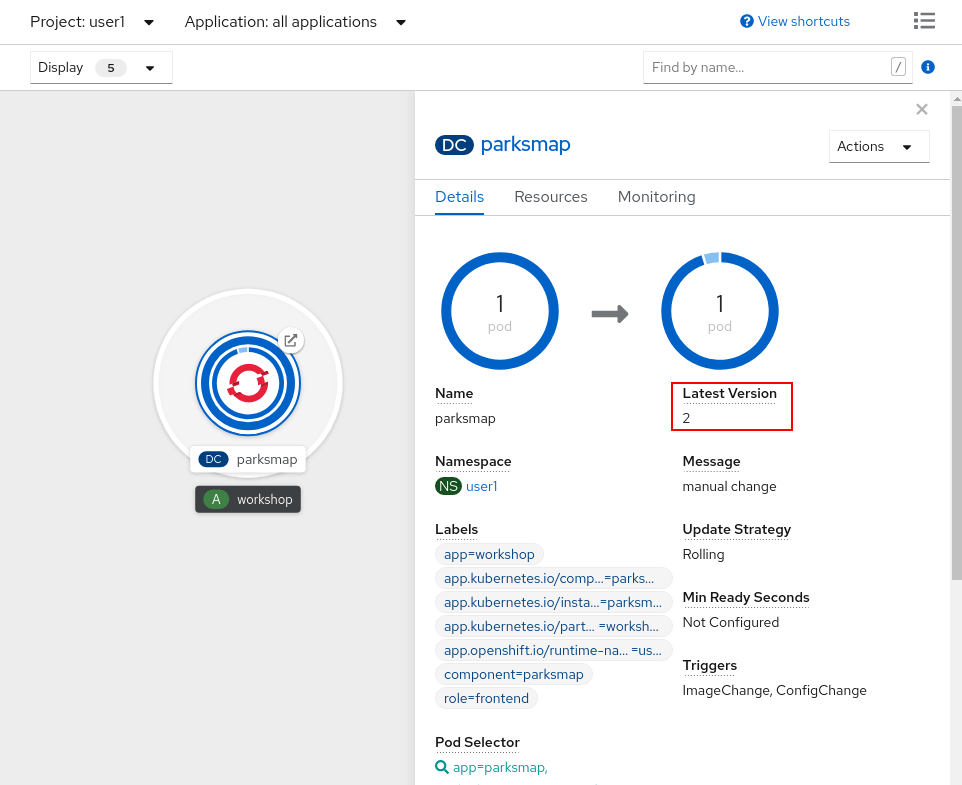 Project: user1 Application: all applications View shortcuts
Display 5 Find by name... /
DC parksmap
Actions
Details Resources Monitoring
1 pod
1 pod
Name
parksmap
Latest Version
2
Namespace
NS user1
Message
manual change
Labels
app=workshop
app.kubernetes.io/comp...=parks...
app.kubernetes.io/insta...=parksm...
app.kubernetes.io/part... =worksh...
app.openshift.io/runtime-na... =us...
component=parksmap
role=frontend
Update Strategy
Rolling
Min Ready Seconds
Not Configured
Triggers
ImageChange, ConfigChange
Pod Selector
app=parksmap,
DC parksmap
A workshop